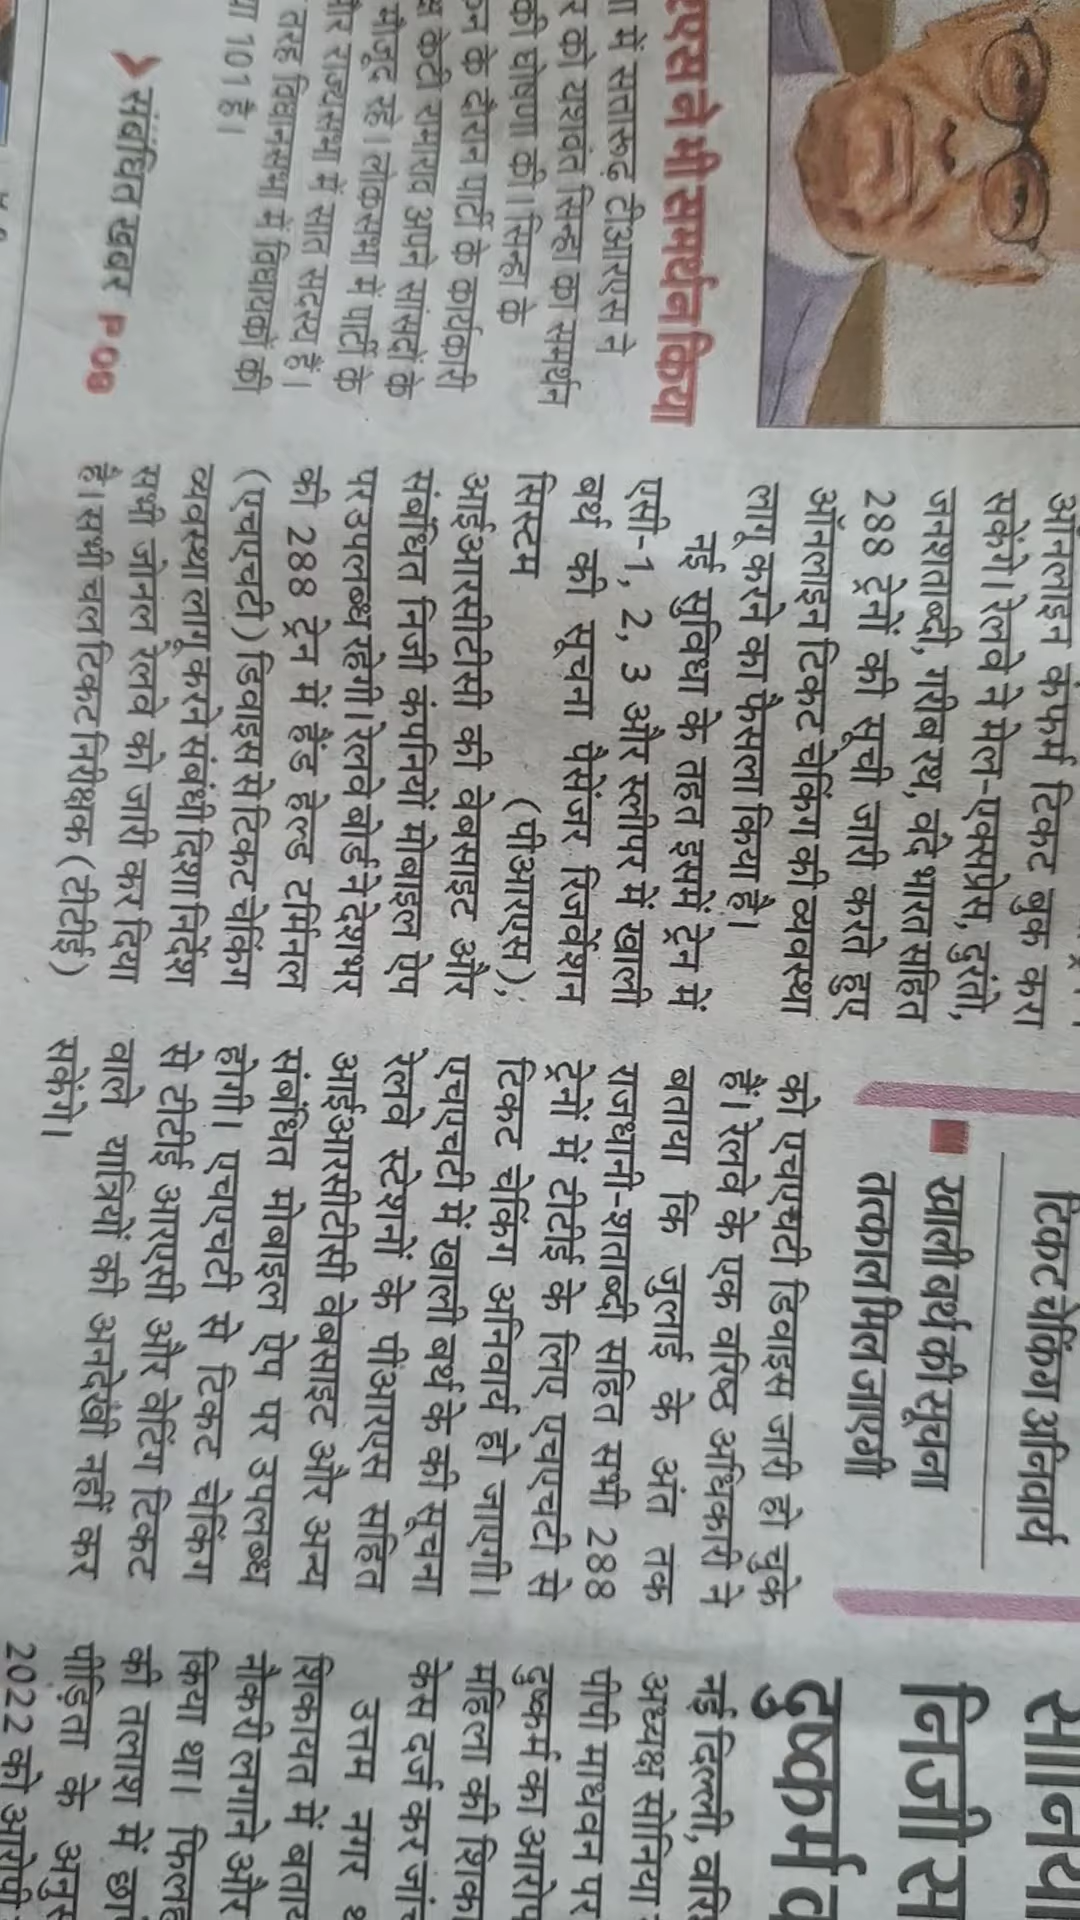 एस ने भी समर्थन किया
में सत्तारूढ़ टीआरएस ने
र को यशवंत सिन्हा का समर्थन
की घोषणा की। सिन्हा के
के दौरान पार्टी के कार्यकारी
केटी रामाराव अपने सांसदों के
मौजूद रहे। लोकसभा में पार्टी के
और राज्यसभा में सात सदस्य हैं।
तरह विधानसभा में विधायकों की
101 है।
संबंधित खबर P 09
ऑनलाइन कंफर्म टिकट बुक करा
सकेंगे। रेलवे ने मेल-एक्सप्रेस, दुरंतो,
जनशताब्दी, गरीब रथ, वंदे भारत सहित
288 ट्रेनों की सूची जारी करते हुए
ऑनलाइन टिकट चेकिंग की व्यवस्था
लागू करने का फैसला किया है।
नई सुविधा के तहत इसमें ट्रेन में
एसी-1, 2, 3 और स्लीपर में खाली
बर्थ की सूचना पैसेंजर रिजर्वेशन
सिस्टम (पीआरएस),
आईआरसीटीसी की वेबसाइट और
संबंधित निजी कंपनियों मोबाइल ऐप
पर उपलब्ध रहेगी। रेलवे बोर्ड ने देशभर
की 288 ट्रेन में हैंड हेल्ड टर्मिनल
(एचएचटी) डिवाइस से टिकट चेकिंग
व्यवस्था लागू करने संबंधी दिशा निर्देश
सभी जोनल रेलवे को जारी कर दिया
है। सभी चल टिकट निरीक्षक (टीटीई)
टिकट चेकिंग अनिवार्य
खाली बर्थ की सूचना
तत्काल मिल जाएगी
को एचएचटी डिवाइस जारी हो चुके
हैं। रेलवे के एक वरिष्ठ अधिकारी ने
बताया कि जुलाई के अंत तक
राजधानी-शताब्दी सहित सभी 288
ट्रेनों में टीटीई के लिए एचएचटी से
टिकट चेकिंग अनिवार्य हो जाएगी।
एचएचटी में खाली बर्थ के की सूचना
रेलवे स्टेशनों के पीआरएस सहित
आईआरसीटीसी वेबसाइट और अन्य
संबंधित मोबाइल ऐप पर उपलब्ध
होगी। एचएचटी से टिकट चेकिंग
से टीटीई आरएसी और वेटिंग टिकट
वाले यात्रियों की अनदेखी नहीं कर
सकेंगे।
सोनिया
निजी स
दुष्कर्म व
नई दिल्ली, वरि
अध्यक्ष सोनिया
पीपी माधवन पर
दुष्कर्म का आरोप
महिला की शिक
केस दर्ज कर जां
उत्तम नगर
शिकायत में बताय
नौकरी लगाने और
किया था। फिलह
की तलाश में छा
पीड़िता के अनुस
2022 को आरोपी